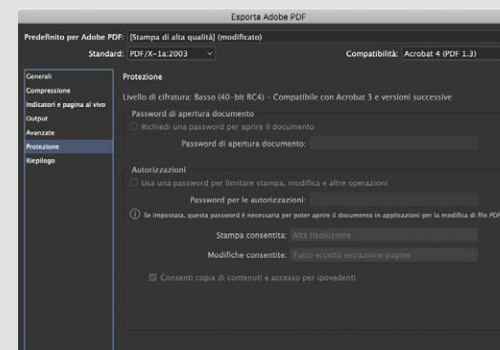 Esporta Adobe PDF
Predefinito per Adobe PDF: [Stampa di alta qualità] (modificato)
Standard: PDF/X-1a:2003 Compatibilità: Acrobat 4 (PDF 1.3)
Generali
Compressione
Indicatori e pagina al vivo
Output
Avanzate
Protezione
Riepilogo
Protezione
Livello di cifratura: Basso (40-bit RC4) – Compatibile con Acrobat 3 e versioni successive
Password di apertura documento
Richiedi una password per aprire il documento
Password di apertura documento:
Autorizzazioni
Usa una password per limitare stampa, modifica e altre operazioni
Password per le autorizzazioni:
Se impostata, questa password è necessaria per poter aprire il documento in applicazioni per la modifica di file PDF
Stampa consentita: Alta risoluzione
Modifiche consentite: Tutto eccetto estrazione pagine
Consenti copia di contenuti e accesso per ipovedenti